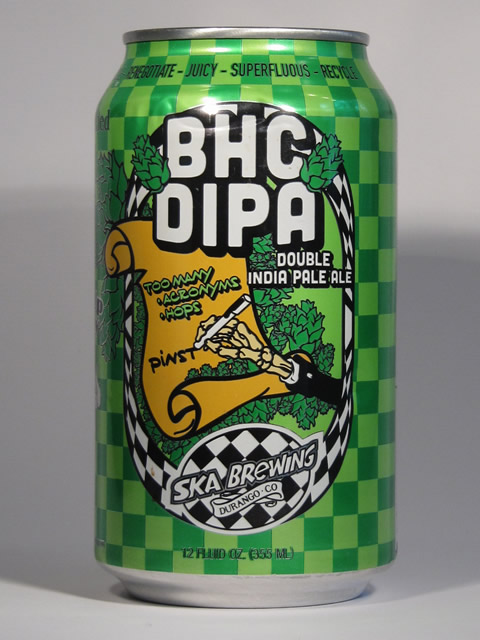 RENEGOTIATE - JUICY - SUPERFLUOUS - RECYCLE
BHC
DIPA
DOUBLE
INDIA PALE ALE
TOO MANY
•ACRONYMS
•HOPS
PINST
SKA BREWING
DURANGO • CO
12 FLUID OZ. (355 ML)